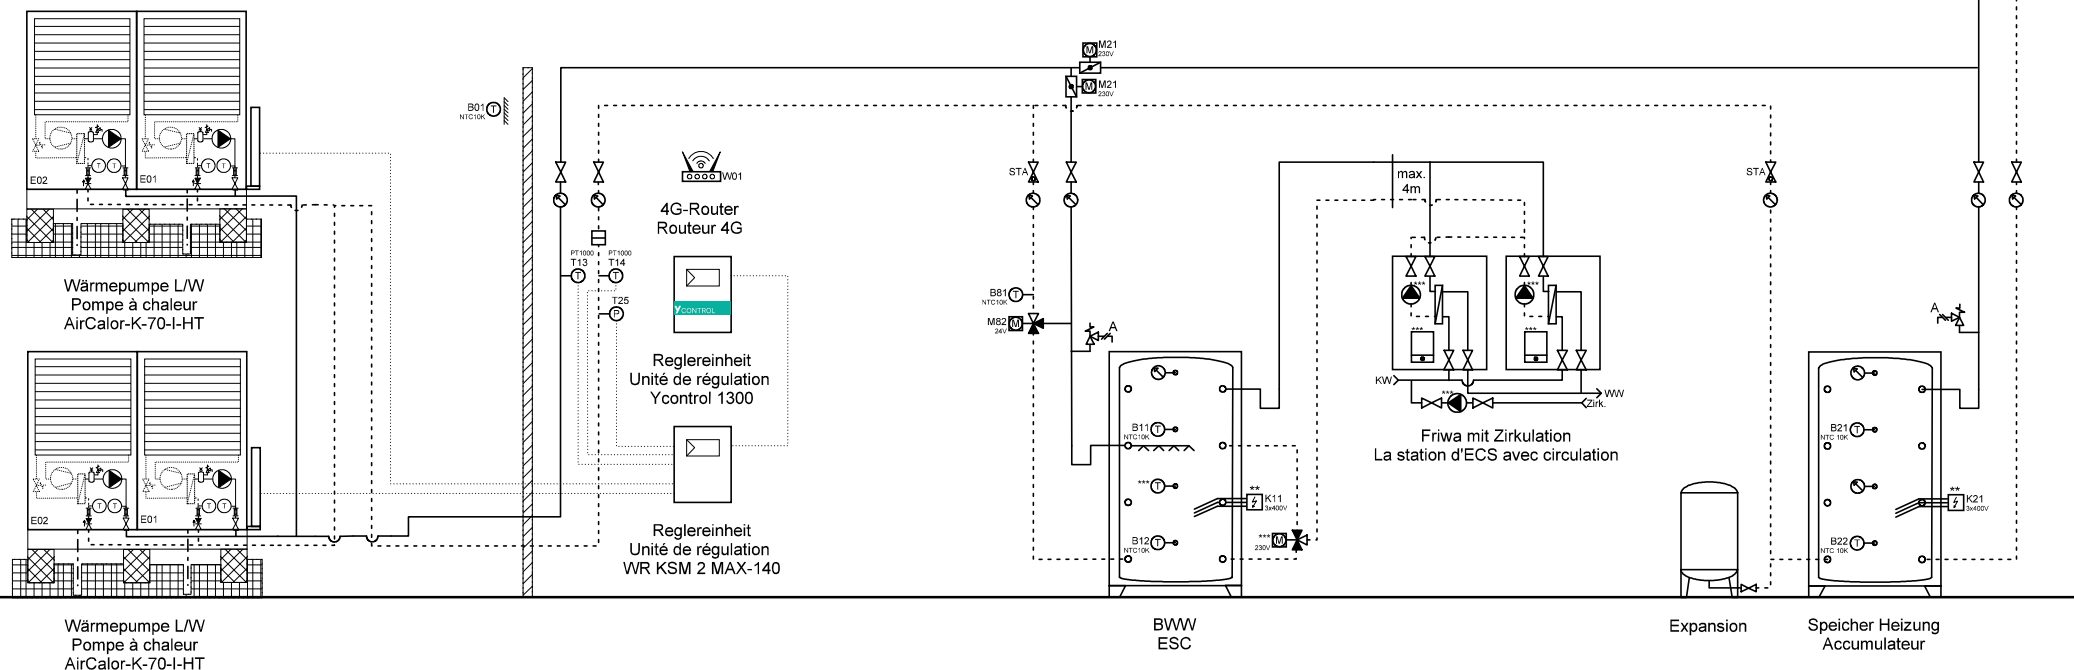 M21
230V
M21
230V
B01
T
NTC10K
W01
4G-Router
Routeur 4G
E02
E01
T
T
T
T
Wärmepumpe L/W
Pompe à chaleur
AirCalor-K-70-I-HT
PT1000
T13
T
PT1000
T14
T
T25
P
YCONTROL
Reglereinheit
Unité de régulation
Ycontrol 1300
STA
B81
T
NTC10K
M82
M
24V
A
max.
4m
***
***
***
***
KW
WW
***
Zirk.
Friwa mit Zirkulation
La station d'ECS avec circulation
STA
A
E02
E01
T
T
T
T
Reglereinheit
Unité de régulation
WR KSM 2 MAX-140
B11
T
NTC10K
***
T
**
K11
3x400V
B12
T
NTC10K
***
M
230V
B21
T
NTC 10K
**
K21
3x400V
B22
T
NTC 10K
Wärmepumpe L/W
Pompe à chaleur
AirCalor-K-70-I-HT
BWW
ESC
Expansion
Speicher Heizung
Accumulateur